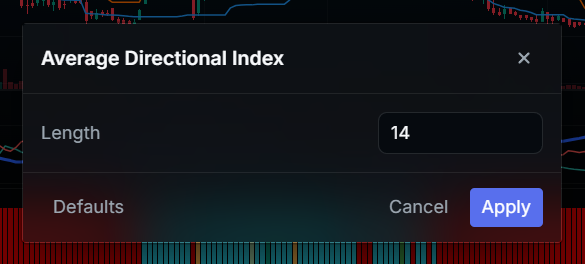 Average Directional Index
Length
14
Defaults
Cancel
Apply